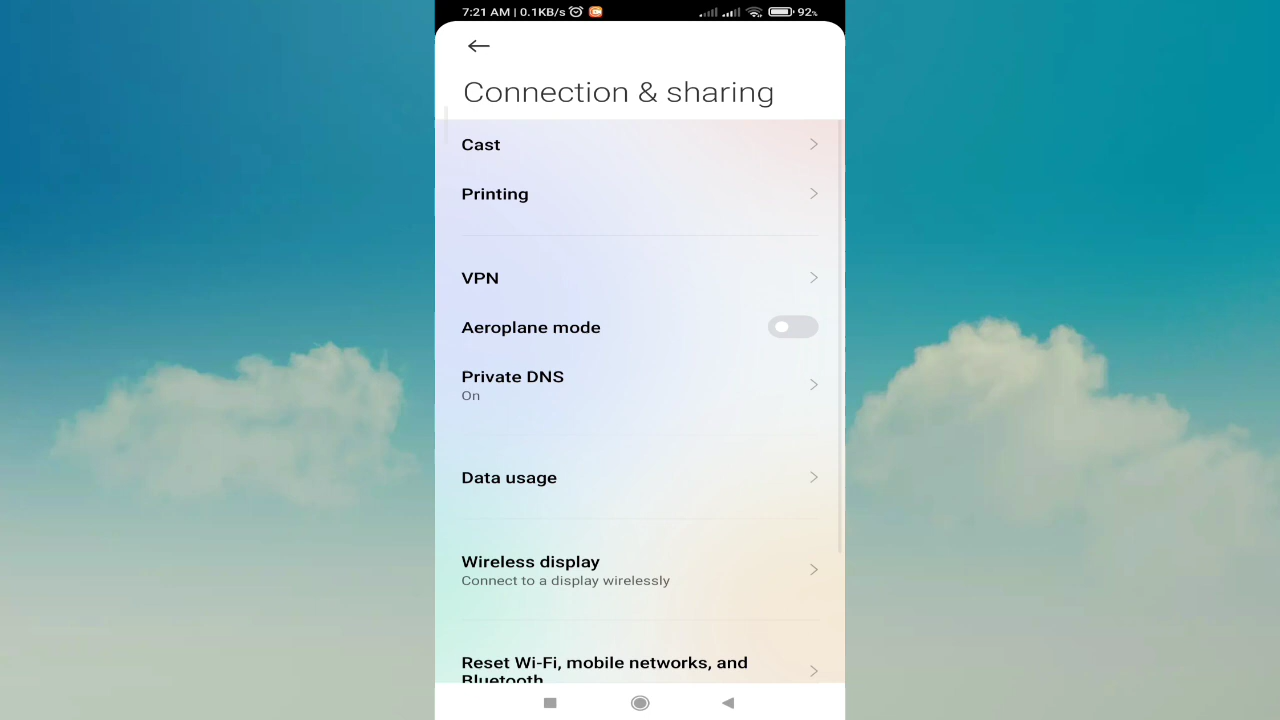 7:21 AM | 0.1KB/s 92%
Connection & sharing
Cast
Printing
VPN
Aeroplane mode
Private DNS
On
Data usage
Wireless display
Connect to a display wirelessly
Reset Wi-Fi, mobile networks, and
Bluetooth